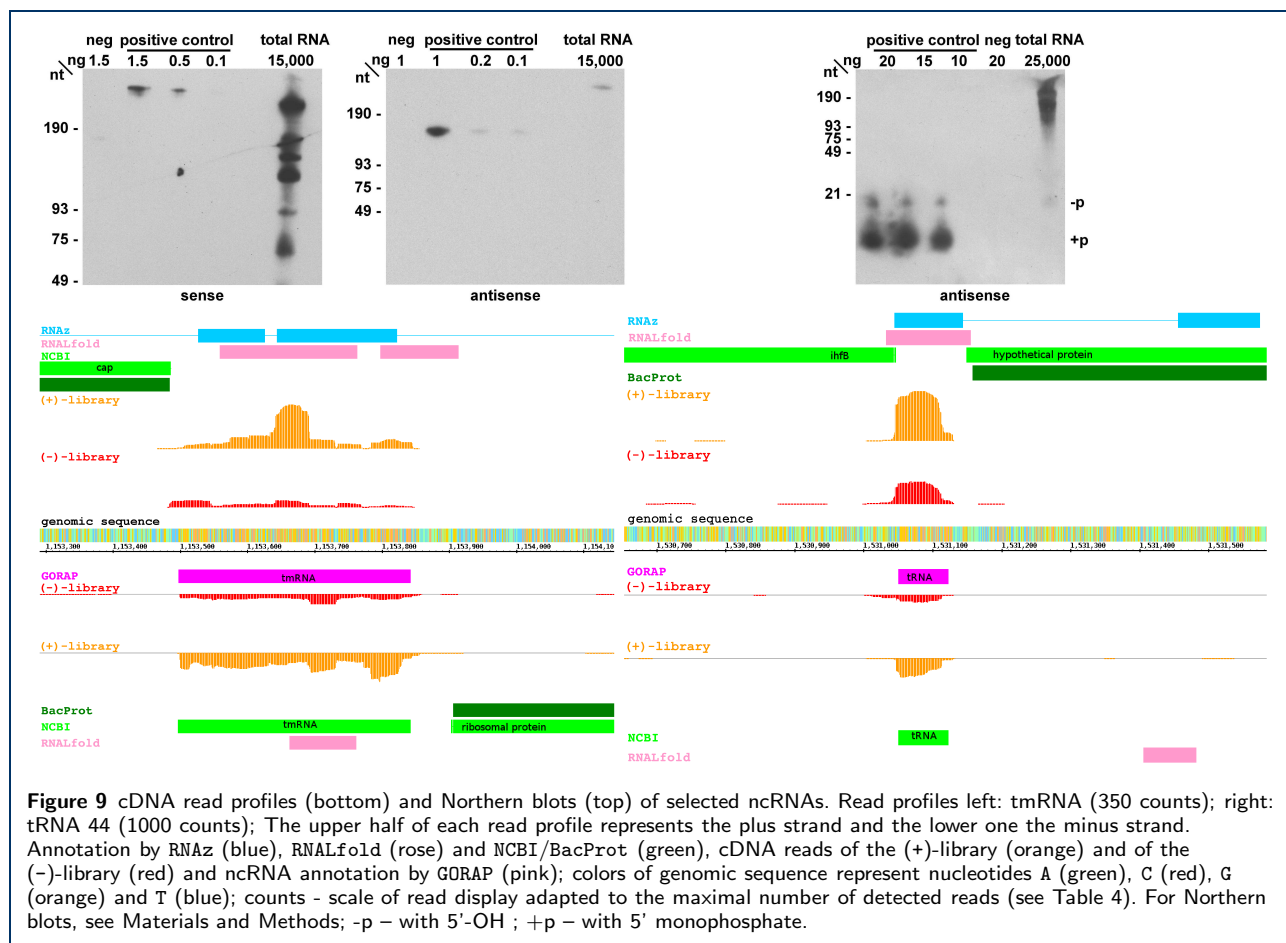 neg positive control total RNA
ng 1.5 1.5 0.5 0.1 15,000
nt
190 -
93 -
75 -
49 -
sense
neg positive control total RNA
ng 1 1 0.2 0.1 15,000
nt
190 -
93 -
75 -
49 -
antisense
positive control neg total RNA
ng 20 15 10 20 25,000
nt
190 -
93 -
75 -
49 -
21 -
-p
+p
antisense
RNAz
RNALfold
NCBI
cap
(+)-library
(-)-library
genomic sequence
1,153,300 1,153,400 1,153,500 1,153,600 1,153,700 1,153,800 1,153,900 1,154,000 1,154,10
GORAP
tmRNA
(-)-library
(+)-library
BacProt
NCBI tmRNA ribosomal protein
RNALfold
RNAz
RNALfold
ihfB hypothetical protein
BacProt
(+)-library
(-)-library
genomic sequence
1,530,700 1,530,800 1,530,900 1,531,000 1,531,100 1,531,200 1,531,300 1,531,400 1,531,500
GORAP
tRNA
(-)-library
(+)-library
NCBI tRNA
RNALfold
Figure 9 cDNA read profiles (bottom) and Northern blots (top) of selected ncRNAs. Read profiles left: tmRNA (350 counts); right:
tRNA 44 (1000 counts); The upper half of each read profile represents the plus strand and the lower one the minus strand.
Annotation by RNAz (blue), RNALfold (rose) and NCBI/BacProt (green), cDNA reads of the (+)-library (orange) and of the
(-)-library (red) and ncRNA annotation by GORAP (pink); colors of genomic sequence represent nucleotides A (green), C (red), G
(orange) and T (blue); counts - scale of read display adapted to the maximal number of detected reads (see Table 4). For Northern
blots, see Materials and Methods; -p – with 5'-OH ; +p – with 5' monophosphate.